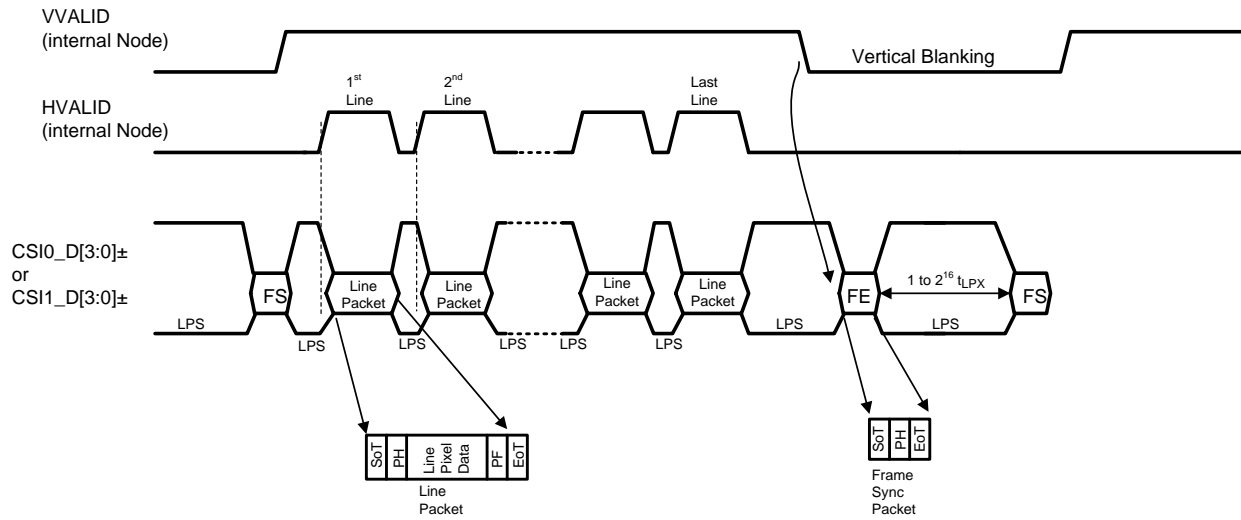 VVALID
(internal Node)
Vertical Blanking
1st
Line
2nd
Line
Last
Line
HVALID
(internal Node)
CSI0_D[3:0]±
or
CSI1_D[3:0]±
FS
Line
Packet
Line
Packet
Line
Packet
Line
Packet
FE
1 to 2^16 tLPX
FS
LPS
LPS
LPS
LPS
LPS
LPS
LPS
LPS
SoT
PH
Line
Pixel
Data
PF
EoT
Line
Packet
SoT
PH
EoT
Frame
Sync
Packet